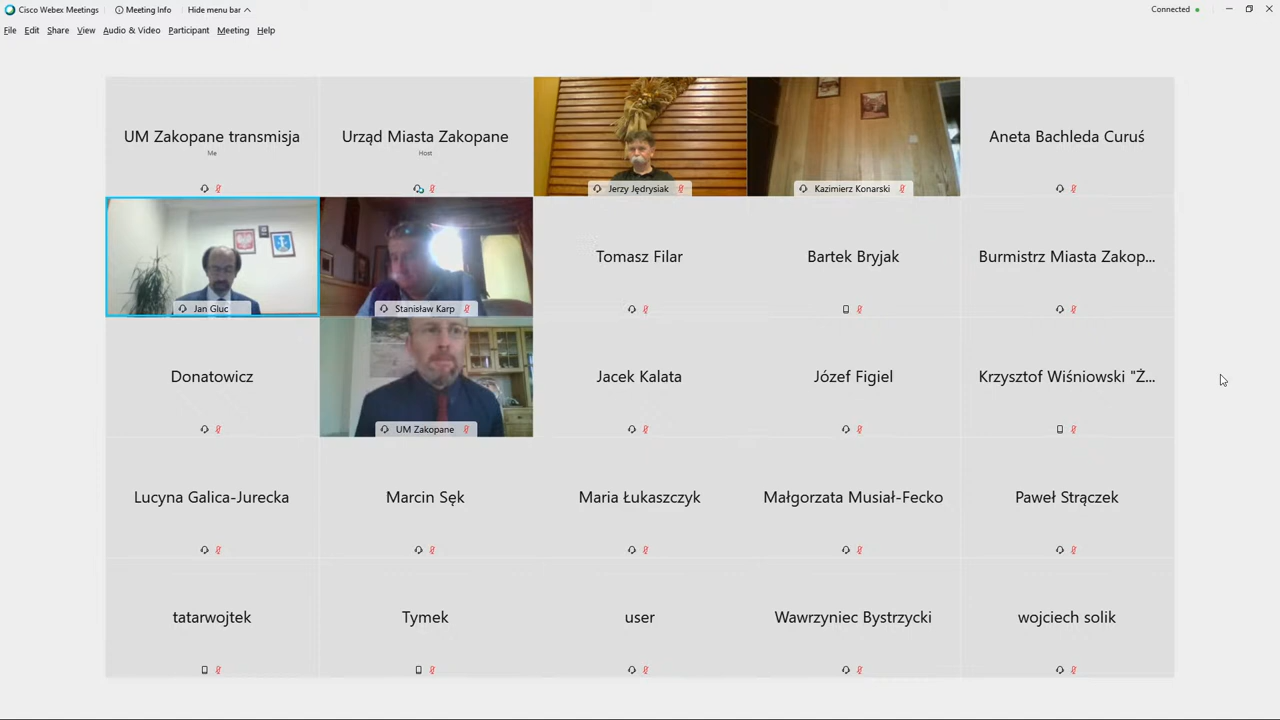 Cisco Webex Meetings
Meeting Info
Hide menu bar
Connected
File Edit Share View Audio & Video Participant Meeting Help
UM Zakopane transmisja
Me
Urząd Miasta Zakopane
Host
Jerzy Jędrysiak
Kazimierz Konarski
Aneta Bachleda Curuś
Jan Gluc
Stanisław Karp
Tomasz Filar
Bartek Bryjak
Burmistrz Miasta Zakop...
Donatowicz
UM Zakopane
Jacek Kalata
Józef Figiel
Krzysztof Wiśniowski "Ż...
Lucyna Galica-Jurecka
Marcin Sęk
Maria Łukaszczyk
Małgorzata Musiał-Fecko
Paweł Strączek
tatarwojtek
Tymek
user
Wawrzyniec Bystrzycki
wojciech solik